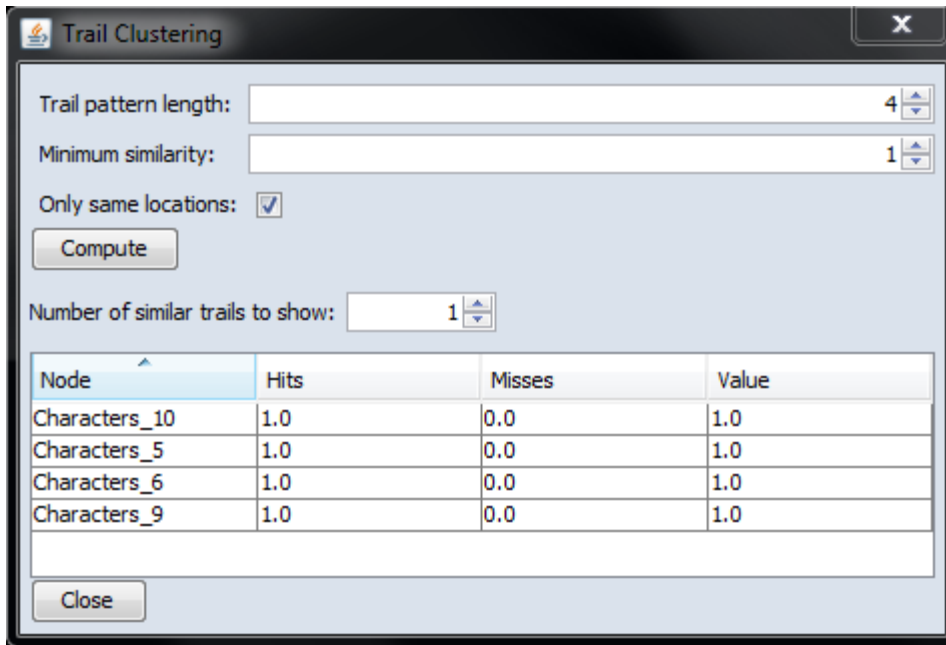 Trail Clustering
Trail pattern length: 4
Minimum similarity: 1
Only same locations:
Compute
Number of similar trails to show: 1
Node Hits Misses Value
Characters_10 1.0 0.0 1.0
Characters_5 1.0 0.0 1.0
Characters_6 1.0 0.0 1.0
Characters_9 1.0 0.0 1.0
Close